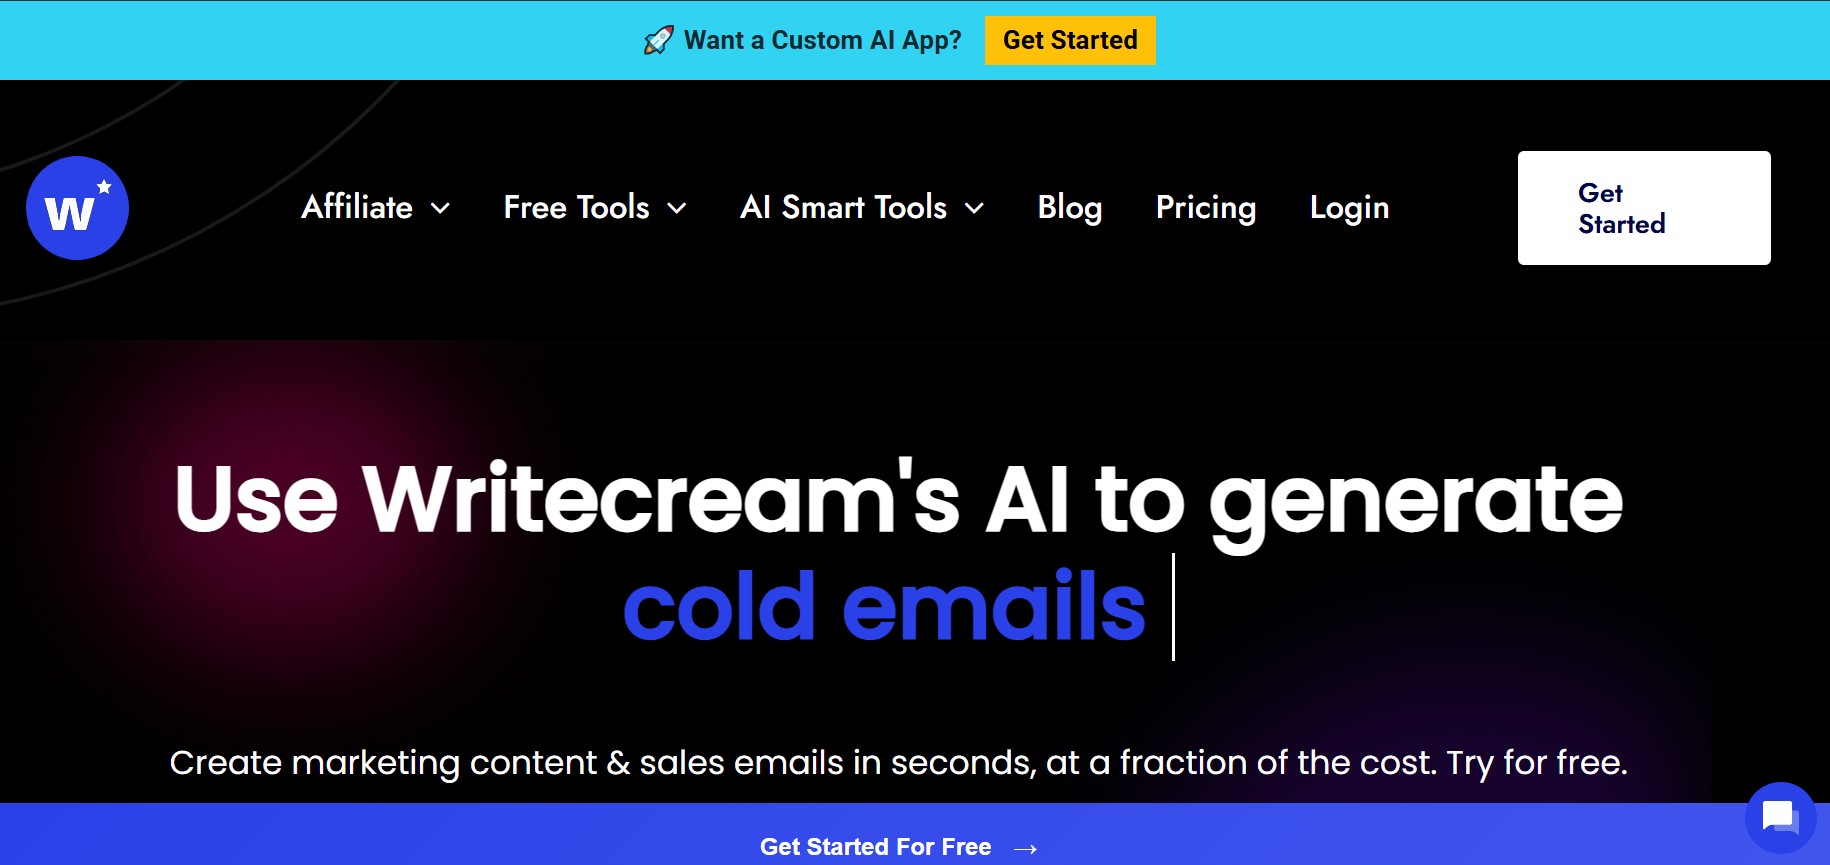 🚀 Want a Custom AI App? Get Started
w
Affiliate Free Tools AI Smart Tools Blog Pricing Login
Get
Started
Use Writecream's AI to generate
cold emails
Create marketing content & sales emails in seconds, at a fraction of the cost. Try for free.
Get Started For Free →